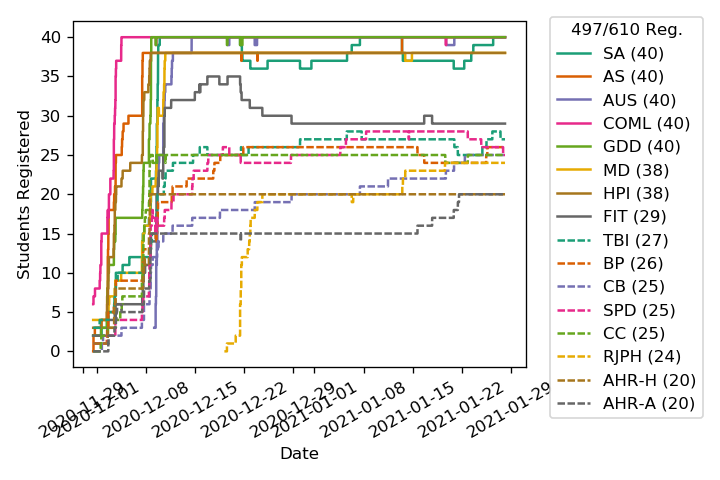 497/610 Reg.
SA (40)
AS (40)
AUS (40)
COML (40)
GDD (40)
MD (38)
HPI (38)
FIT (29)
TBI (27)
BP (26)
CB (25)
SPD (25)
CC (25)
RJPH (24)
AHR-H (20)
AHR-A (20)
Students Registered
40
35
30
25
20
15
10
5
0
2020-11-29
2020-12-01
2020-12-08
2020-12-15
2020-12-22
2020-12-29
2021-01-01
2021-01-08
2021-01-15
2021-01-22
2021-01-29
Date